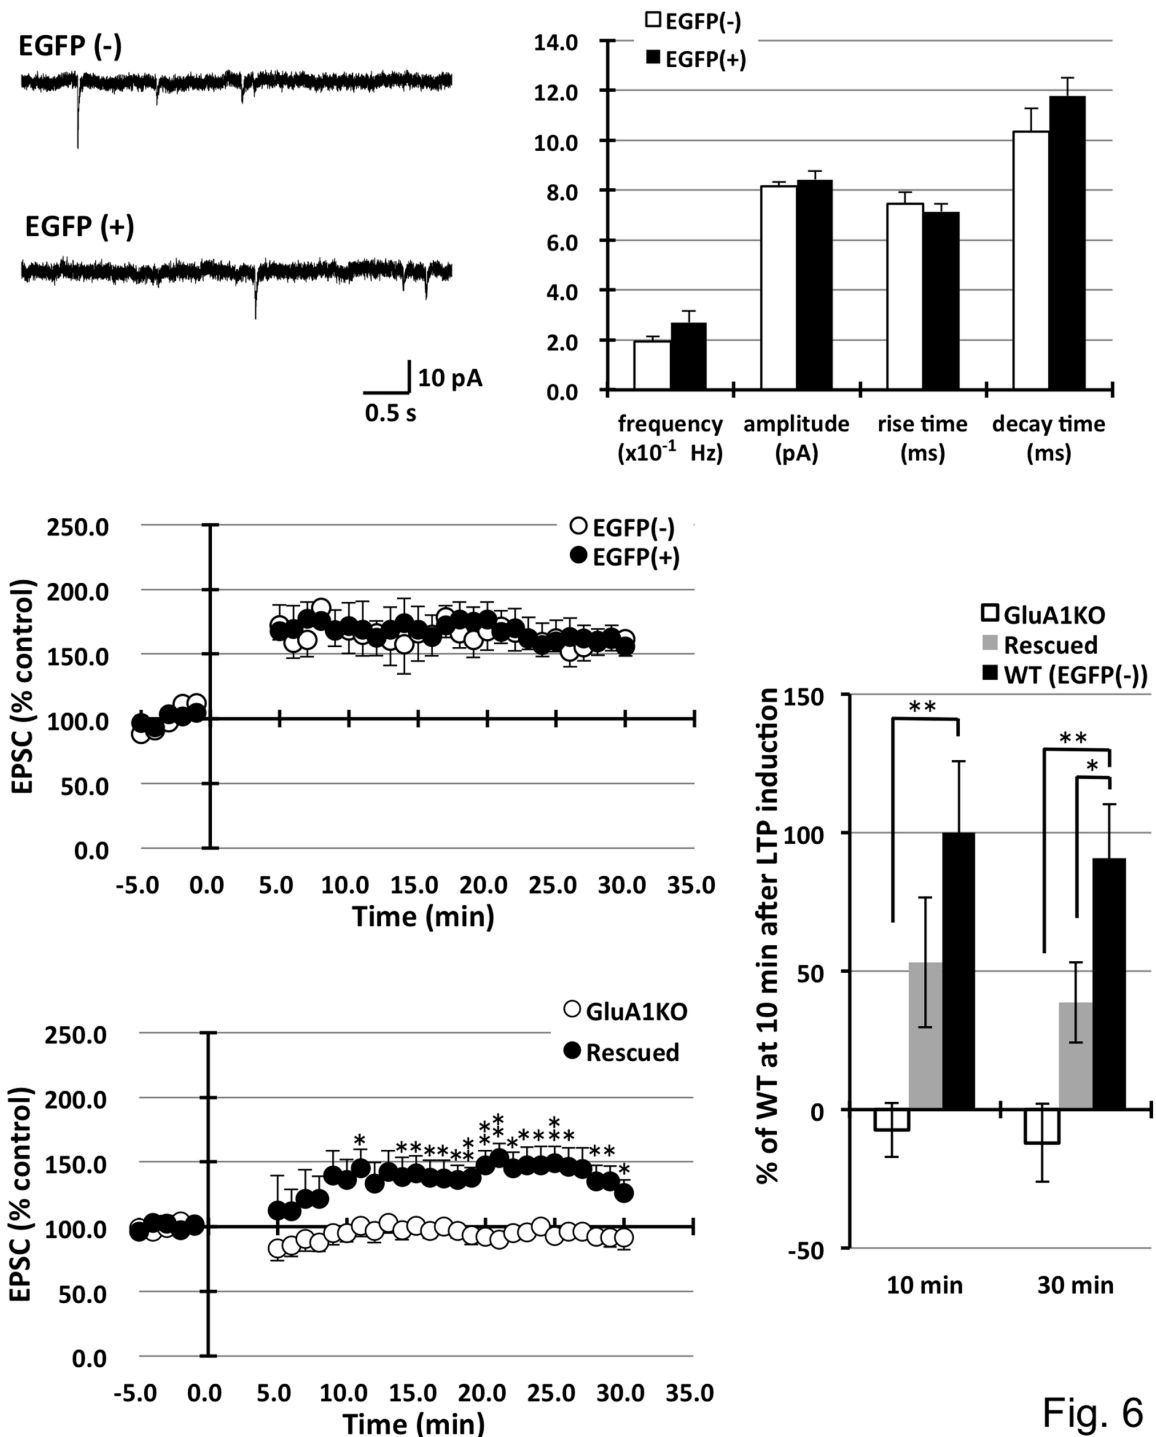 EGFP (-)
EGFP (+)
10 pA
0.5 s
EGFP(-)
EGFP(+)
14.0
12.0
10.0
8.0
6.0
4.0
2.0
0.0
frequency amplitude rise time decay time
(x10⁻¹ Hz) (pA) (ms) (ms)
EGFP(-)
EGFP(+)
EPSC (% control)
250.0
200.0
150.0
100.0
50.0
0.0
-5.0 0.0 5.0 10.0 15.0 20.0 25.0 30.0 35.0
Time (min)
GluA1KO
Rescued
EPSC (% control)
250.0
200.0
150.0
100.0
50.0
0.0
* ** ** ** * * * * * * * * * * * ** *
-5.0 0.0 5.0 10.0 15.0 20.0 25.0 30.0 35.0
Time (min)
GluA1KO
Rescued
WT (EGFP(-))
% of WT at 10 min after LTP induction
150
100
50
0
-50
**
**
*
10 min 30 min
Fig. 6